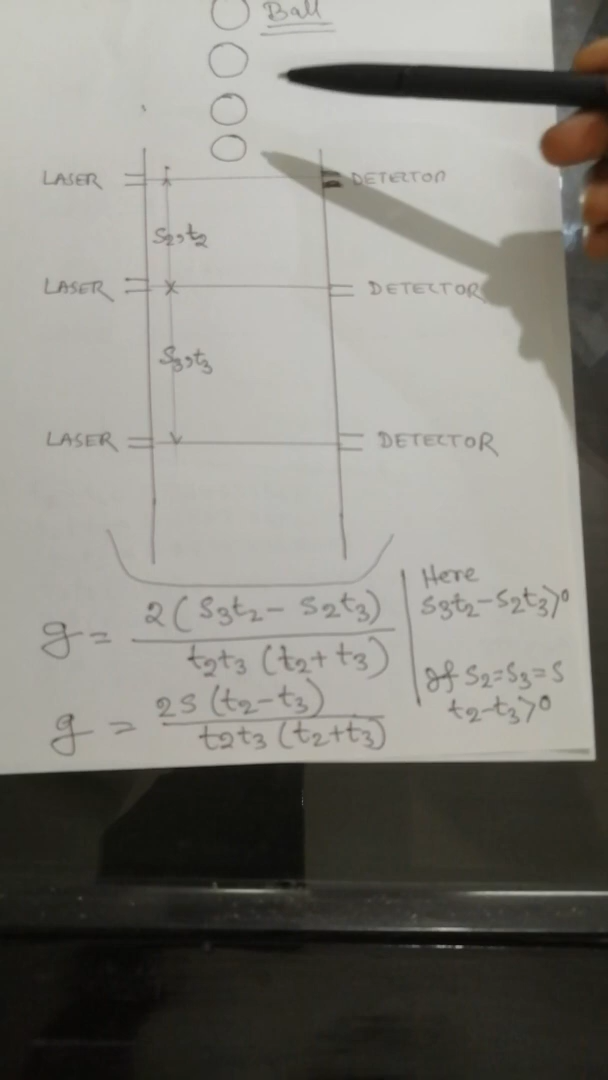 Ball
LASER DETECTOR
S₂,t₂
LASER DETECTOR
S₃,t₃
LASER DETECTOR
g = 2(S₃t₂ - S₂t₃) / t₂t₃ (t₂ + t₃)
g = 2S(t₂-t₃) / t₂t₃ (t₂+t₃)
Here
S₃t₂-S₂t₃>0
If S₂=S₃=S
t₂-t₃>0